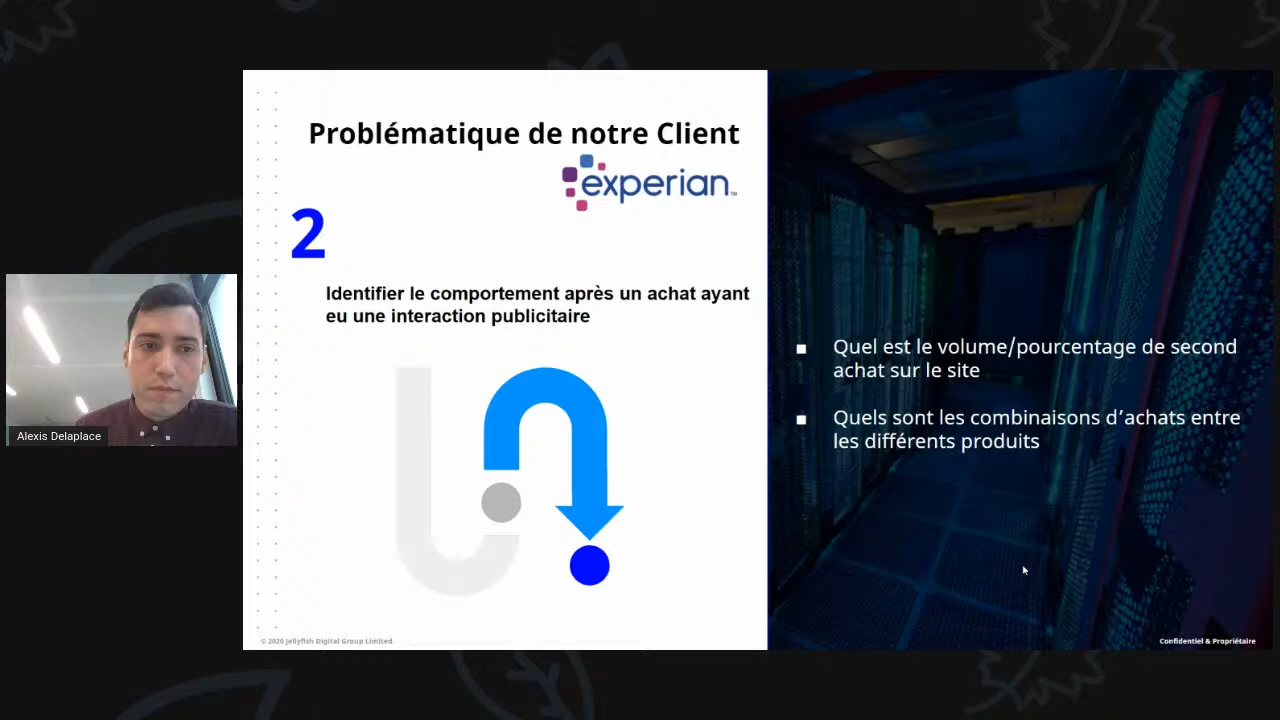 Problématique de notre Client
experian™
2
Identifier le comportement après un achat ayant
eu une interaction publicitaire
Quel est le volume/pourcentage de second
achat sur le site
Quels sont les combinaisons d’achats entre
les différents produits
Alexis Delaplace
© 2020 Jellyfish Digital Group Limited
Confidentiel & Propriétaire